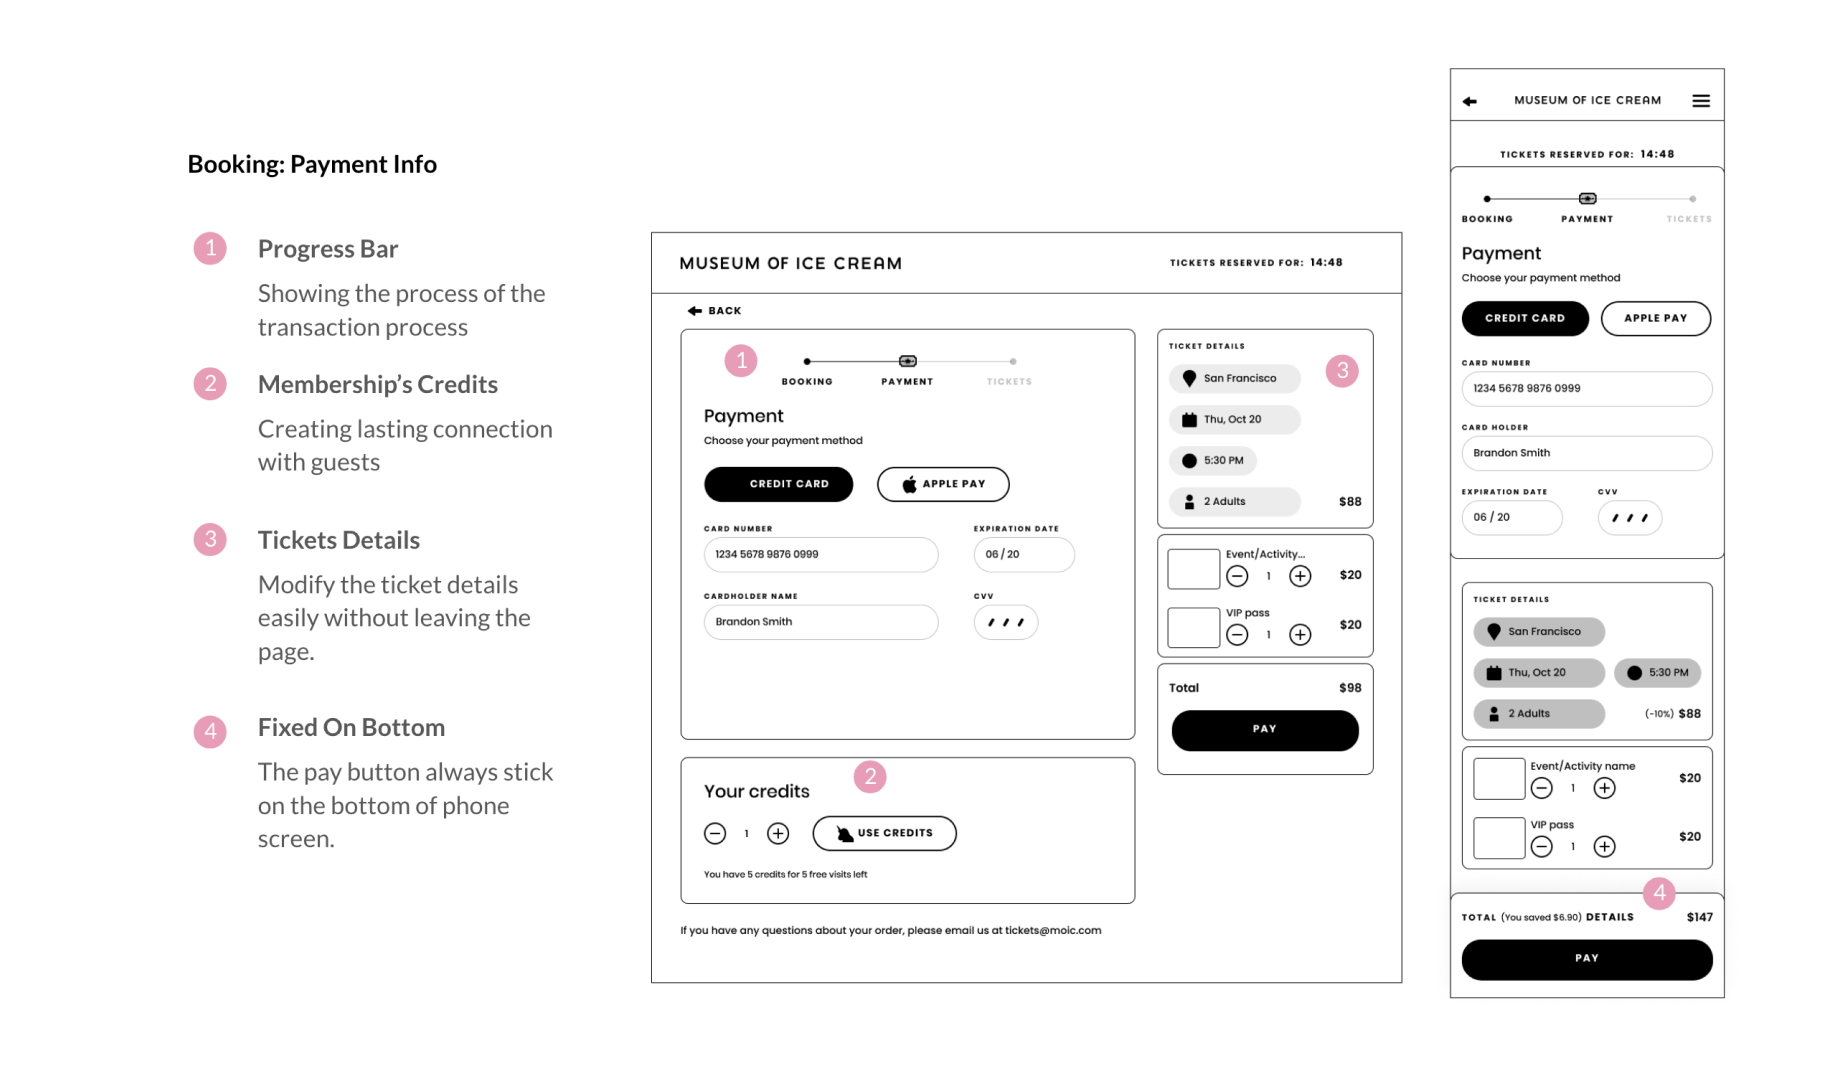 Booking: Payment Info
1
Progress Bar
Showing the process of the
transaction process
2
Membership's Credits
Creating lasting connection
with guests
3
Tickets Details
Modify the ticket details
easily without leaving the
page.
4
Fixed On Bottom
The pay button always stick
on the bottom of phone
screen.
MUSEUM OF ICE CREAM
TICKETS RESERVED FOR: 14:48
BACK
1
BOOKING PAYMENT TICKETS
Payment
Choose your payment method
CREDIT CARD APPLE PAY
CARD NUMBER EXPIRATION DATE
1234 5678 9876 0999 06 / 20
CARDHOLDER NAME CVV
Brandon Smith
2
Your credits
1 USE CREDITS
You have 5 credits for 5 free visits left
If you have any questions about your order, please email us at tickets@moic.com
TICKET DETAILS
3
San Francisco
Thu, Oct 20
5:30 PM
2 Adults $88
Event/Activity...
1 $20
VIP pass
1 $20
Total $98
PAY
MUSEUM OF ICE CREAM
TICKETS RESERVED FOR: 14:48
BOOKING PAYMENT TICKETS
Payment
Choose your payment method
CREDIT CARD APPLE PAY
CARD NUMBER
1234 5678 9876 0999
CARD HOLDER
Brandon Smith
EXPIRATION DATE CVV
06 / 20
TICKET DETAILS
San Francisco
Thu, Oct 20 5:30 PM
2 Adults (-10%) $88
Event/Activity name
1 $20
VIP pass
1 $20
4
TOTAL (You saved $6.90) DETAILS $147
PAY